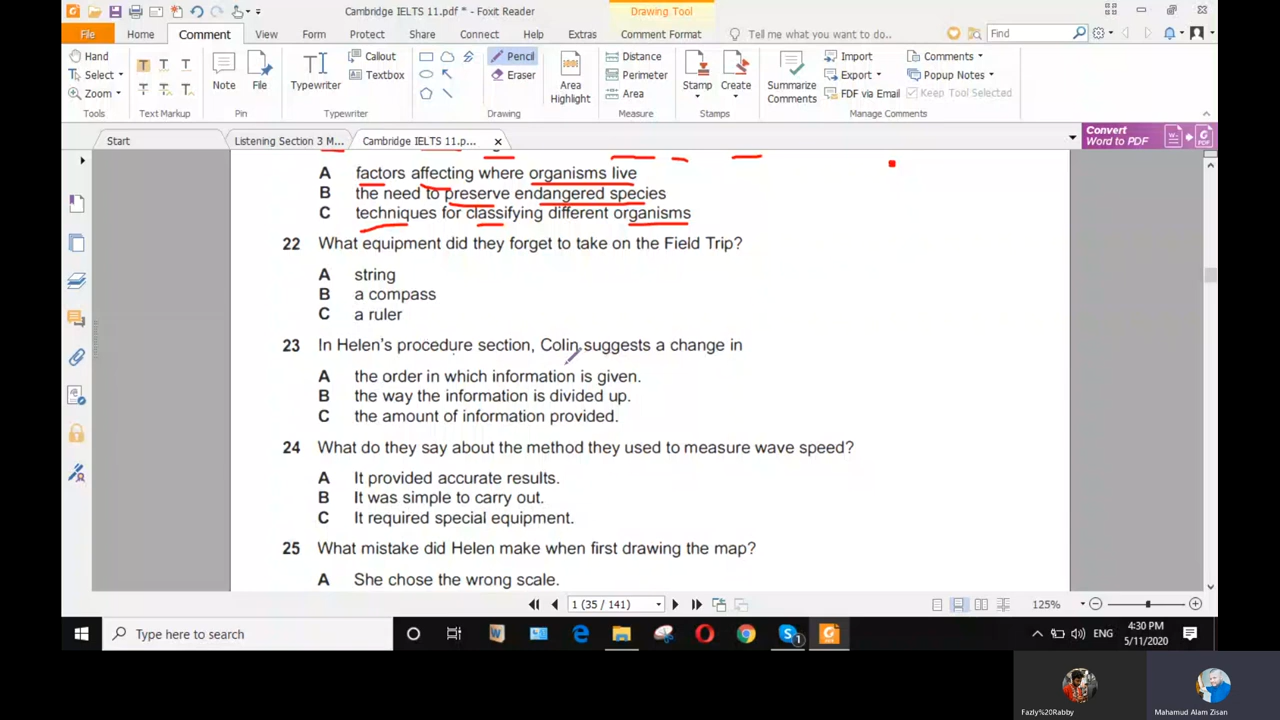 Cambridge IELTS 11.pdf * - Foxit Reader
Drawing Tool
Mahamud Alam Zisan
File Home Comment View Form Protect Share Connect Help Extras Comment Format Tell me what you want to do... Find
Hand
Select
Zoom
Tools
Text Markup
Note
File
Pin
Typewriter
Callout
Textbox
Typewriter
Pencil
Eraser
Area
Highlight
Drawing
Distance
Perimeter
Area
Measure
Stamp
Create
Stamps
Summarize
Comments
Import
Export
FDF via Email
Comments
Popup Notes
Keep Tool Selected
Manage Comments
Start
Listening Section 3 M...
Cambridge IELTS 11.p...
Convert
Word to PDF
A factors affecting where organisms live
B the need to preserve endangered species
C techniques for classifying different organisms
22 What equipment did they forget to take on the Field Trip?
A string
B a compass
C a ruler
23 In Helen's procedure section, Colin suggests a change in
A the order in which information is given.
B the way the information is divided up.
C the amount of information provided.
24 What do they say about the method they used to measure wave speed?
A It provided accurate results.
B It was simple to carry out.
C It required special equipment.
25 What mistake did Helen make when first drawing the map?
A She chose the wrong scale.
1 (35 / 141)
125%
Type here to search
ENG
4:30 PM
5/11/2020
Fazly%20Rabby
Mahamud Alam Zisan